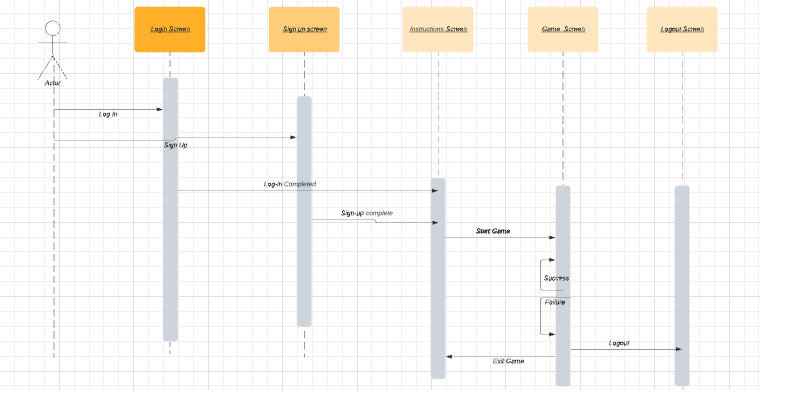 Login Screen
Sign up screen
Instructions Screen
Game Screen
Logout Screen
Actor
Log In
Sign Up
Log-in Completed
Sign-up complete
Start Game
Success
Failure
Logout
Exit Game